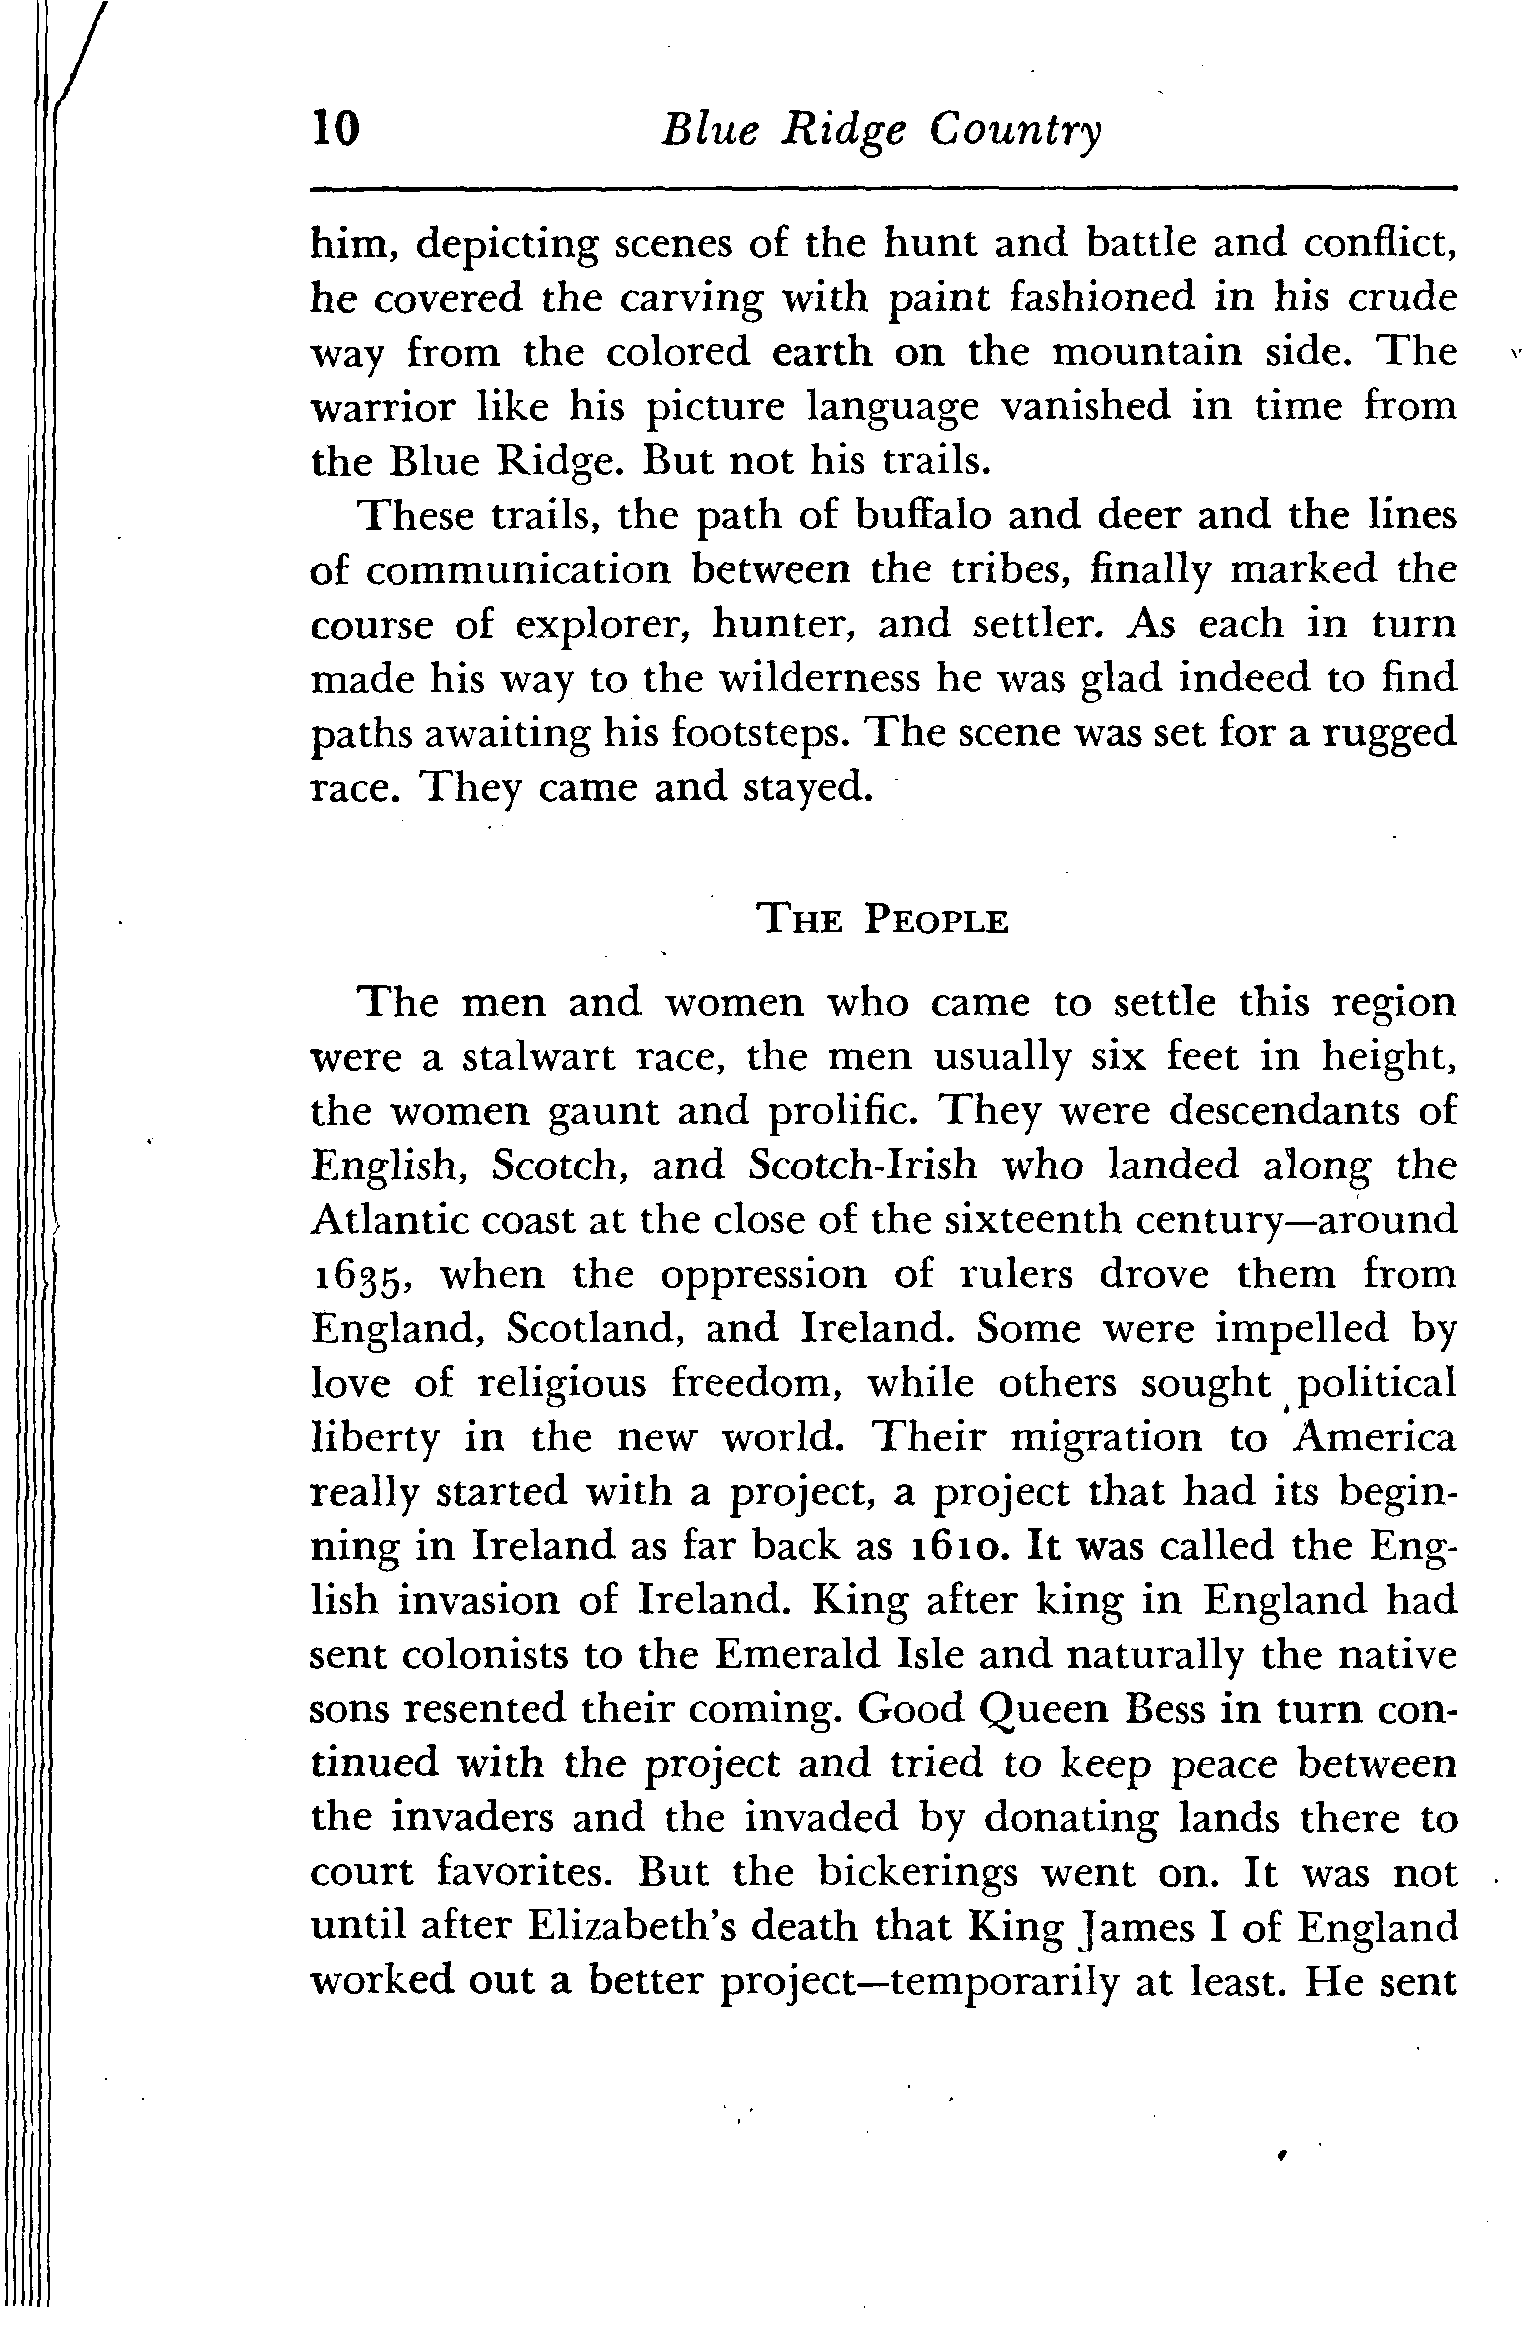 10 Blue Ridge Country
him, depicting scenes of the hunt and battle and conflict,
he covered the carving with paint fashioned in his crude
way from the colored earth on the mountain side. The
warrior like his picture language vanished in time from
the Blue Ridge. But not his trails.
These trails, the path of buffalo and deer and the lines
of communication between the tribes, finally marked the
course of explorer, hunter, and settler. As each in turn
made his way to the wilderness he was glad indeed to find
paths awaiting his footsteps. The scene was set for a rugged
race. They came and stayed.
THE PEOPLE
The men and women who came to settle this region
were a stalwart race, the men usually six feet in height,
the women gaunt and prolific. They were descendants of
English, Scotch, and Scotch-Irish who landed along the
Atlantic coast at the close of the sixteenth century—around
1635, when the oppression of rulers drove them from
England, Scotland, and Ireland. Some were impelled by
love of religious freedom, while others sought political
liberty in the new world. Their migration to America
really started with a project, a project that had its begin-
ning in Ireland as far back as 1610. It was called the Eng-
lish invasion of Ireland. King after king in England had
sent colonists to the Emerald Isle and naturally the native
sons resented their coming. Good Queen Bess in turn con-
tinued with the project and tried to keep peace between
the invaders and the invaded by donating lands there to
court favorites. But the bickerings went on. It was not
until after Elizabeth's death that King James I of England
worked out a better project—temporarily at least. He sent